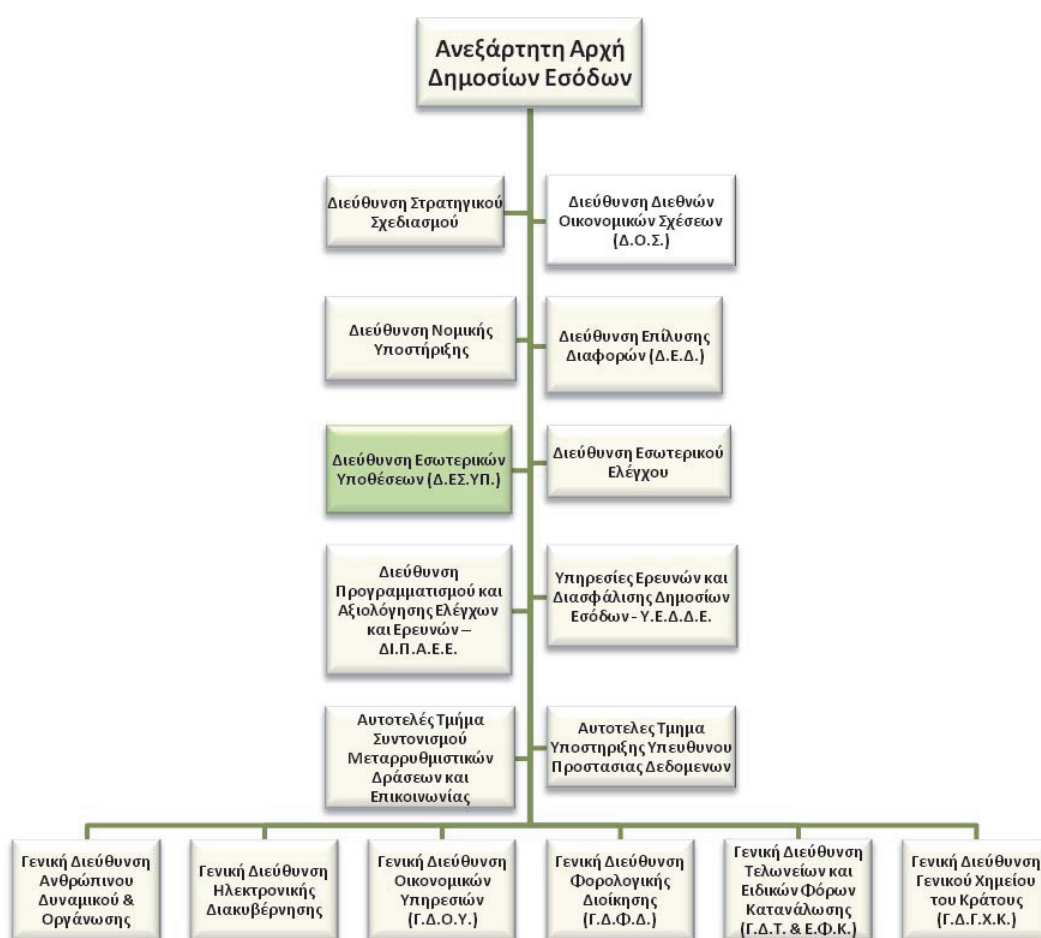 Ανεξάρτητη Αρχή
Δημοσίων Εσόδων
Διεύθυνση Στρατηγικού
Σχεδιασμού
Διεύθυνση Διεθνών
Οικονομικών Σχέσεων
(Δ.Ο.Σ.)
Διεύθυνση Νομικής
Υποστήριξης
Διεύθυνση Επίλυσης
Διαφορών (Δ.Ε.Δ.)
Διεύθυνση Εσωτερικών
Υποθέσεων (Δ.ΕΣ.ΥΠ.)
Διεύθυνση Εσωτερικού
Ελέγχου
Διεύθυνση
Προγραμματισμού και
Αξιολόγησης Ελέγχων
και Ερευνών –
ΔΙ.Π.Α.Ε.Ε.
Υπηρεσίες Ερευνών και
Διασφάλισης Δημοσίων
Εσόδων - Υ.Ε.Δ.Δ.Ε.
Αυτοτελές Τμήμα
Συντονισμού
Μεταρρυθμιστικών
Δράσεων και
Επικοινωνίας
Αυτοτελες Τμημα
Υποστηριξης Υπευθυνου
Προστασιας Δεδομενων
Γενική Διεύθυνση
Ανθρώπινου
Δυναμικού &
Οργάνωσης
Γενική Διεύθυνση
Ηλεκτρονικής
Διακυβέρνησης
Γενική Διεύθυνση
Οικονομικών
Υπηρεσιών
(Γ.Δ.Ο.Υ.)
Γενική Διεύθυνση
Φορολογικής
Διοίκησης
(Γ.Δ.Φ.Δ.)
Γενική Διεύθυνση
Τελωνείων και
Ειδικών Φόρων
Κατανάλωσης
(Γ.Δ.Τ. & Ε.Φ.Κ.)
Γενική Διεύθυνση
Γενικού Χημείου
του Κράτους
(Γ.Δ.Γ.Χ.Κ.)